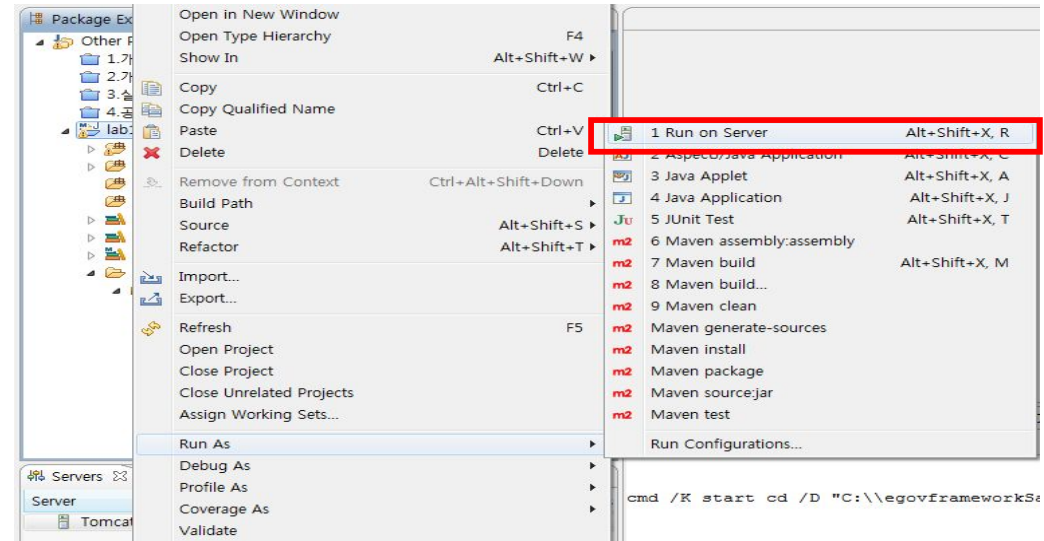 Package Ex
Other P
1.개
2.개
3.실
4.공
lab1
Servers
Server
Tomcat
Open in New Window
Open Type Hierarchy F4
Show In Alt+Shift+W
Copy Ctrl+C
Copy Qualified Name
Paste Ctrl+V
Delete Delete
Remove from Context Ctrl+Alt+Shift+Down
Build Path
Source Alt+Shift+S
Refactor Alt+Shift+T
Import...
Export...
Refresh F5
Open Project
Close Project
Close Unrelated Projects
Assign Working Sets...
Run As
Debug As
Profile As
Coverage As
Validate
1 Run on Server Alt+Shift+X, R
2 AspectJ/Java Application Alt+Shift+X, C
3 Java Applet Alt+Shift+X, A
4 Java Application Alt+Shift+X, J
5 JUnit Test Alt+Shift+X, T
6 Maven assembly:assembly
7 Maven build Alt+Shift+X, M
8 Maven build...
9 Maven clean
Maven generate-sources
Maven install
Maven package
Maven source:jar
Maven test
Run Configurations...
cmd /K start cd /D "C:\\egovframeworkSa